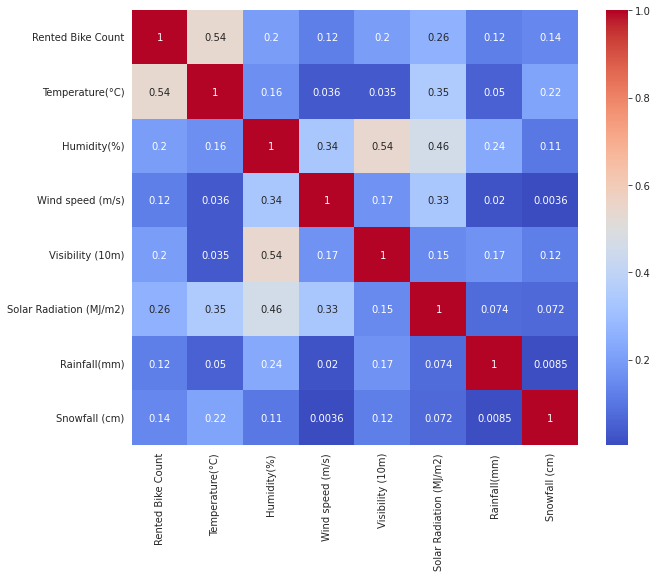 Rented Bike Count 1 0.54 0.2 0.12 0.2 0.26 0.12 0.14
Temperature(°C) 0.54 1 0.16 0.036 0.035 0.35 0.05 0.22
Humidity(%) 0.2 0.16 1 0.34 0.54 0.46 0.24 0.11
Wind speed (m/s) 0.12 0.036 0.34 1 0.17 0.33 0.02 0.0036
Visibility (10m) 0.2 0.035 0.54 0.17 1 0.15 0.17 0.12
Solar Radiation (MJ/m2) 0.26 0.35 0.46 0.33 0.15 1 0.074 0.072
Rainfall(mm) 0.12 0.05 0.24 0.02 0.17 0.074 1 0.0085
Snowfall (cm) 0.14 0.22 0.11 0.0036 0.12 0.072 0.0085 1
Rented Bike Count
Temperature(°C)
Humidity(%)
Wind speed (m/s)
Visibility (10m)
Solar Radiation (MJ/m2)
Rainfall(mm)
Snowfall (cm)
1.0
0.8
0.6
0.4
0.2